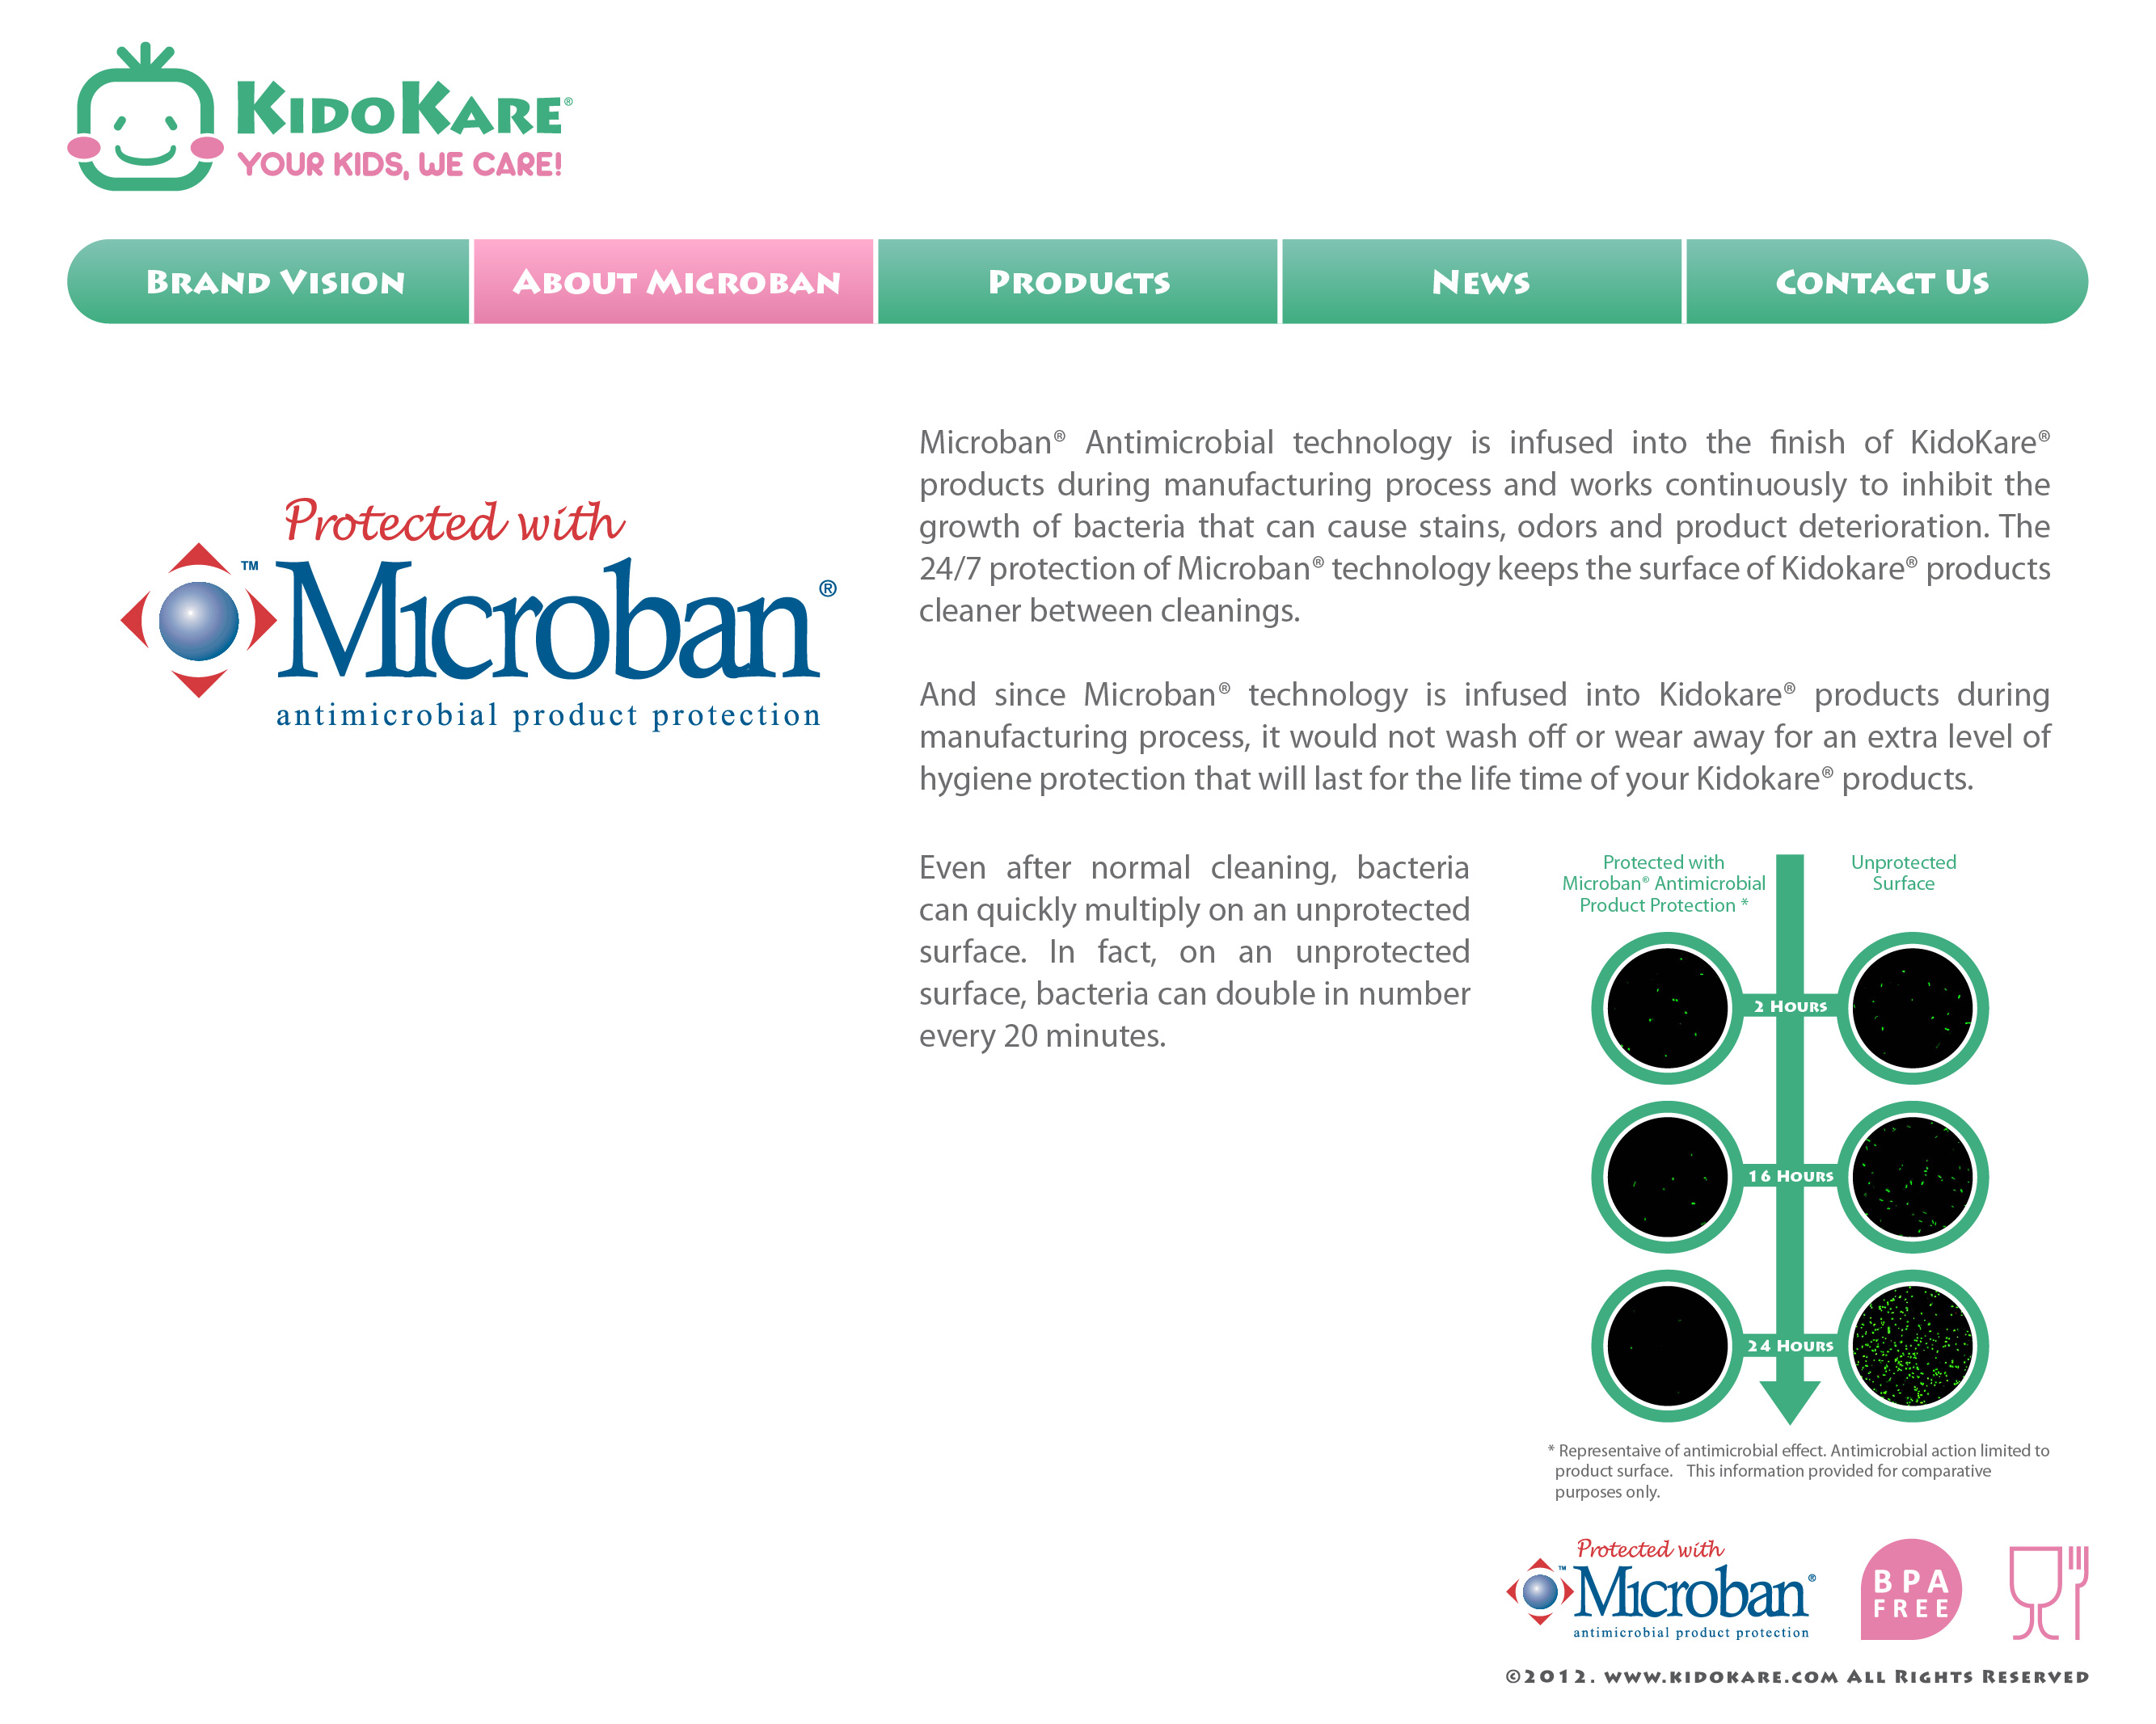 KIDOKARE®
YOUR KIDS, WE CARE!
BRAND VISION
ABOUT MICROBAN
PRODUCTS
NEWS
CONTACT US
Protected with
™
Microban®
antimicrobial product protection
Microban® Antimicrobial technology is infused into the finish of KidoKare®
products during manufacturing process and works continuously to inhibit the
growth of bacteria that can cause stains, odors and product deterioration. The
24/7 protection of Microban® technology keeps the surface of Kidokare® products
cleaner between cleanings.
And since Microban® technology is infused into Kidokare® products during
manufacturing process, it would not wash off or wear away for an extra level of
hygiene protection that will last for the life time of your Kidokare® products.
Even after normal cleaning, bacteria
can quickly multiply on an unprotected
surface. In fact, on an unprotected
surface, bacteria can double in number
every 20 minutes.
Protected with
Microban® Antimicrobial
Product Protection *
Unprotected
Surface
2 HOURS
16 HOURS
24 HOURS
* Representaive of antimicrobial effect. Antimicrobial action limited to
product surface. This information provided for comparative
purposes only.
Protected with
™
Microban®
antimicrobial product protection
BPA
FREE
©2012. WWW.KIDOKARE.COM ALL RIGHTS RESERVED